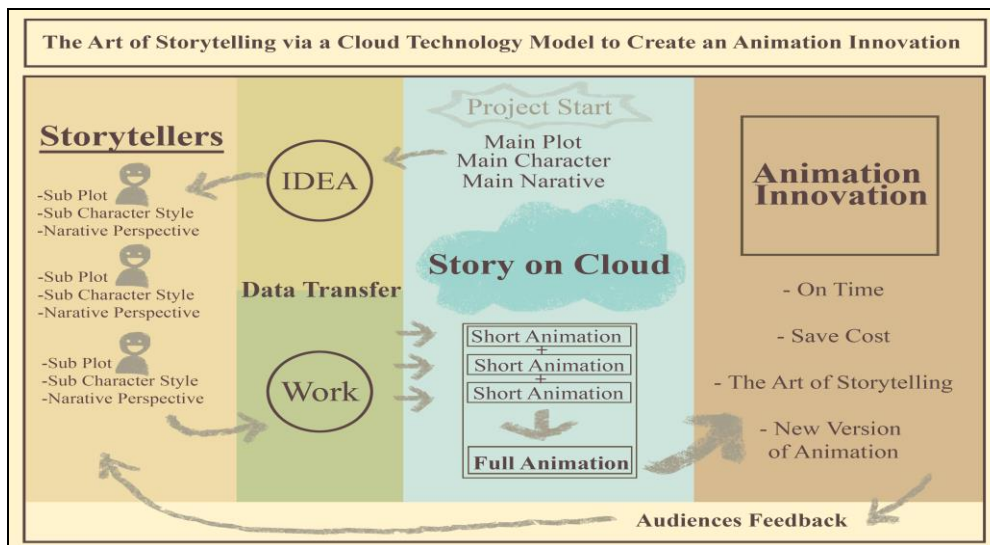 The Art of Storytelling via a Cloud Technology Model to Create an Animation Innovation
Storytellers
-Sub Plot
-Sub Character Style
-Narative Perspective
-Sub Plot
-Sub Character Style
-Narative Perspective
-Sub Plot
-Sub Character Style
-Narative Perspective
IDEA
Data Transfer
Work
Project Start
Main Plot
Main Character
Main Narative
Story on Cloud
Short Animation
+
Short Animation
+
Short Animation
Full Animation
Animation
Innovation
- On Time
- Save Cost
- The Art of Storytelling
- New Version
of Animation
Audiences Feedback